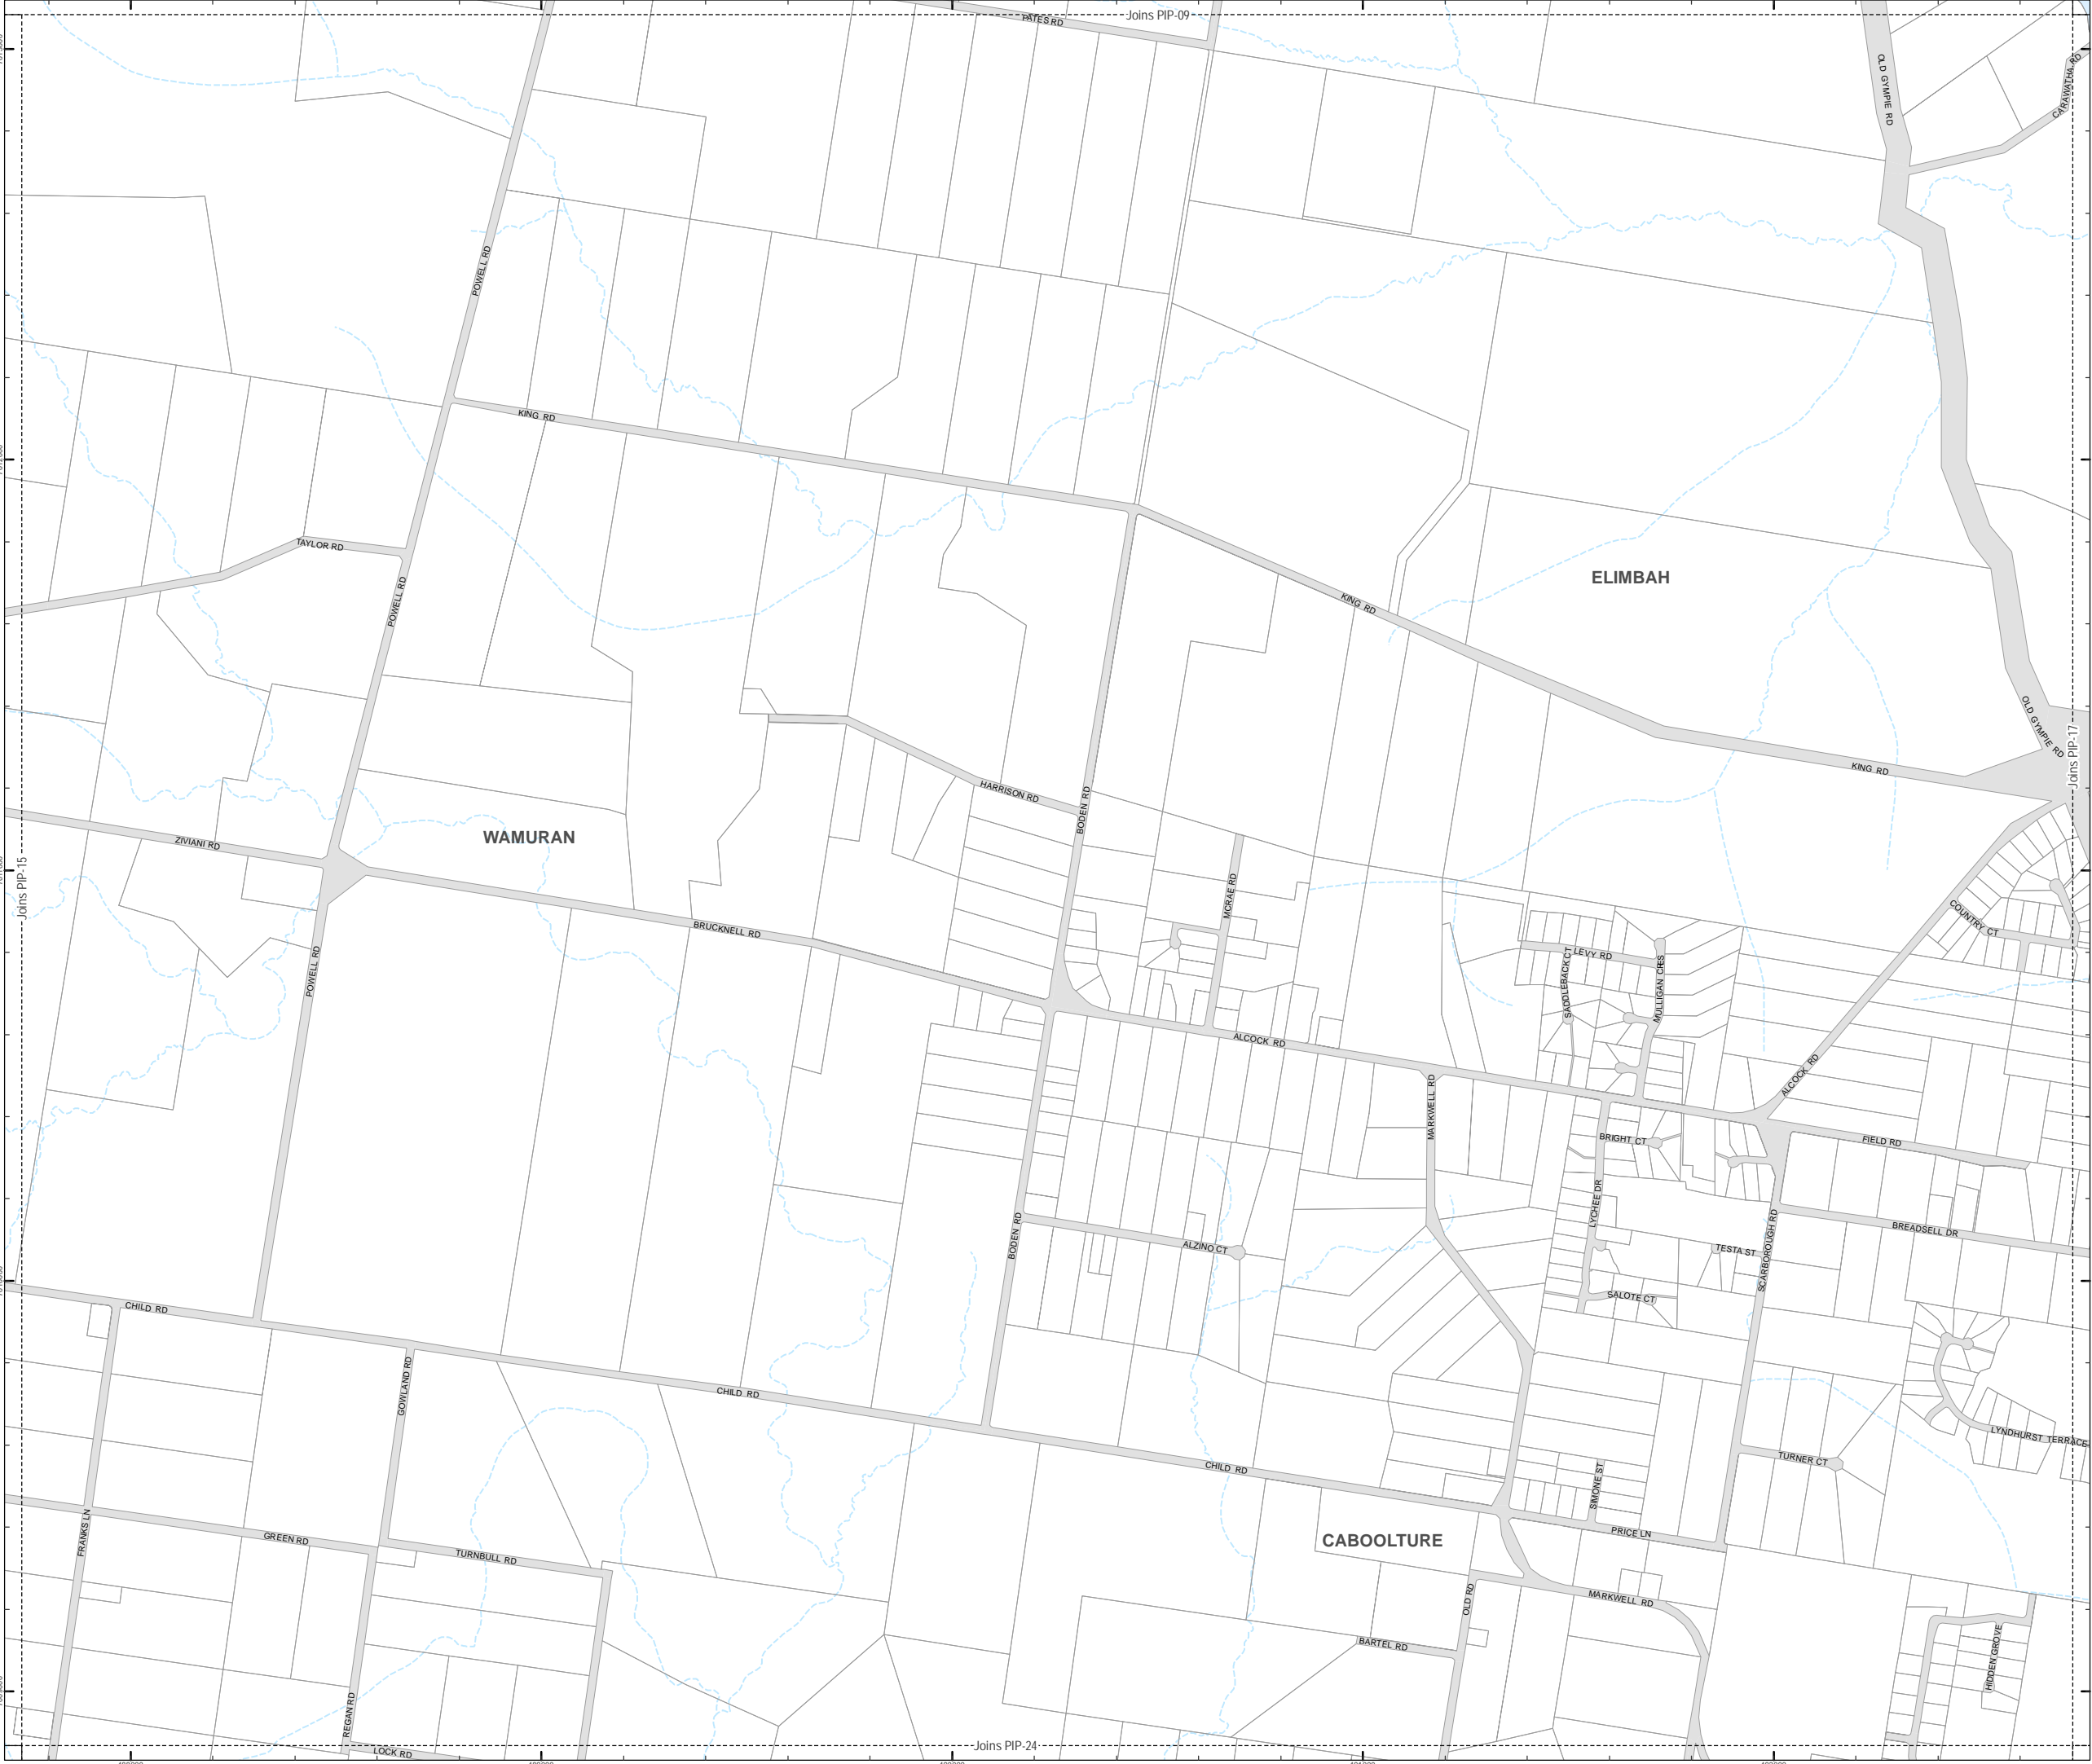 Joins PIP-09
PATES RD
OLD GYMPIE RD
CARAWATHA RD
POWELL RD
KING RD
TAYLOR RD
POWELL RD
ELIMBAH
KING RD
OLD GYMPIE RD
Joins PIP-17
KING RD
HARRISON RD
BODEN RD
WAMURAN
ZIVIANI RD
Joins PIP-15
MCRAE RD
COUNTRY CT
BRUCKNELL RD
POWELL RD
LEVY RD
SADDLEBACK CT
MULLIGAN CRES
ALCOCK RD
ALCOCK RD
MARKWELL RD
BRIGHT CT
FIELD RD
LYCHEE DR
BREADSELL DR
BODEN RD
ALZINO CT
TESTA ST
SCARBOROUGH RD
SALOTE CT
CHILD RD
GOWLAND RD
CHILD RD
LYNDHURST TERRACE
TURNER CT
CHILD RD
SIMONE ST
FRANKS LN
GREEN RD
TURNBULL RD
CABOOLTURE
PRICE LN
OLD RD
MARKWELL RD
BARTEL RD
HIDDEN GROVE
REGAN RD
LOCK RD
Joins PIP-24